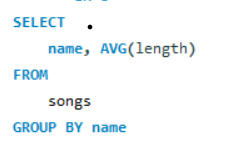 SELECT
name, AVG(length)
FROM
songs
GROUP BY name